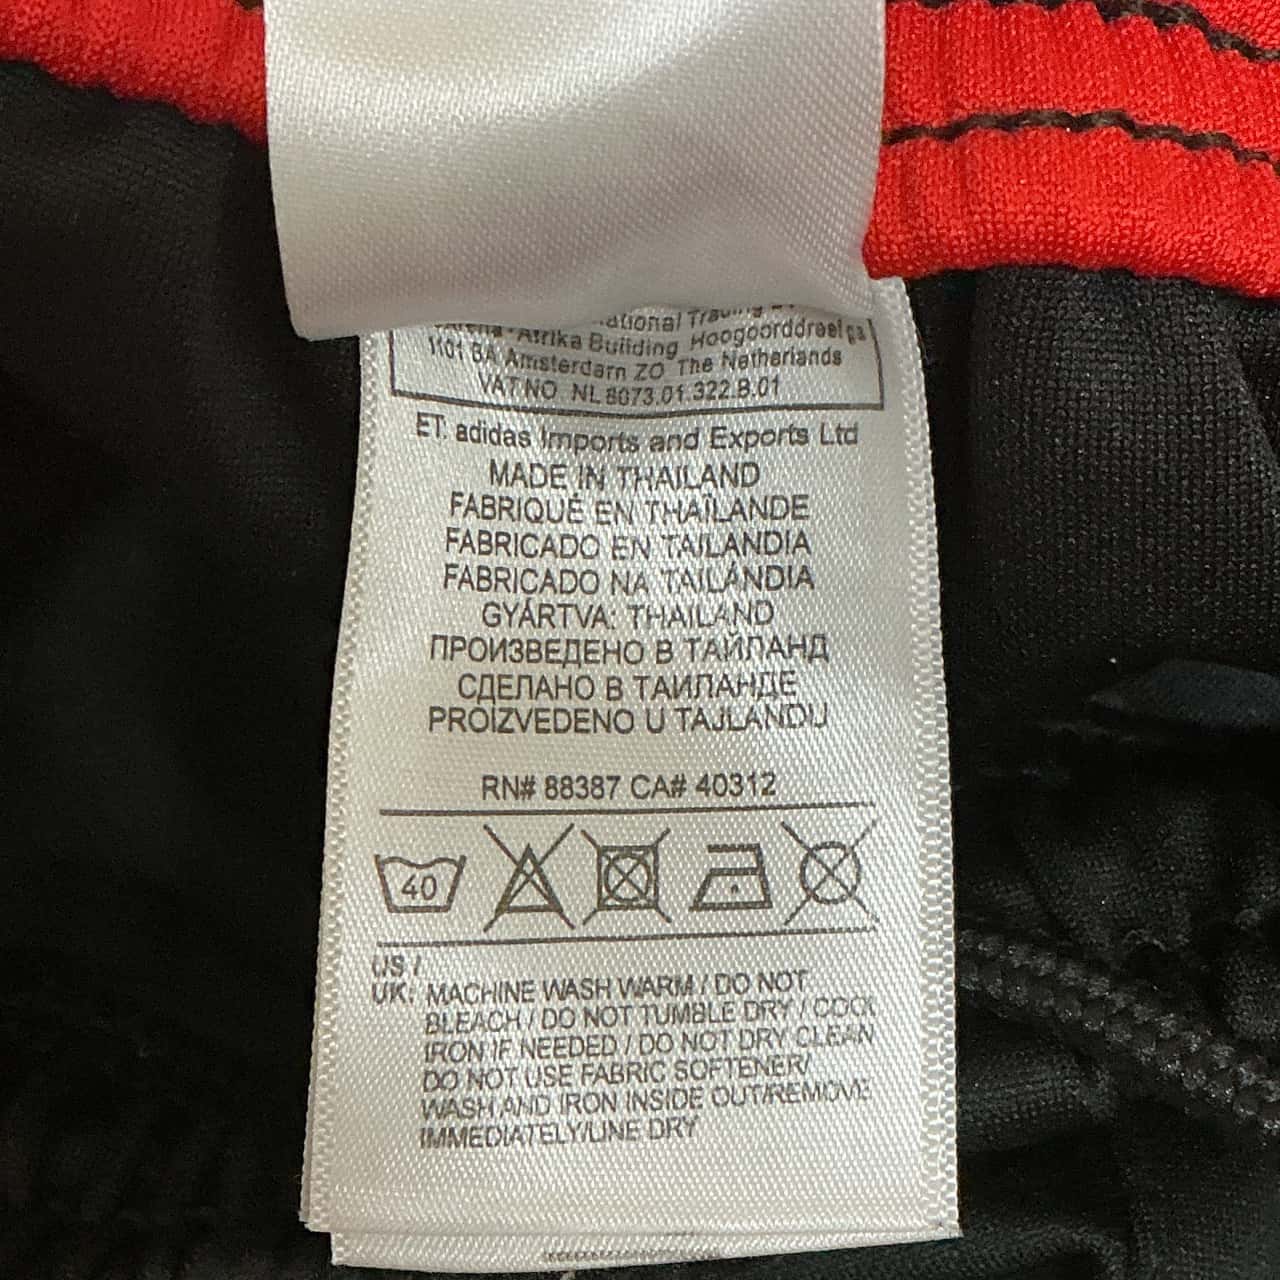 Trading
Afrika Building Hoogoorddreef 9a
1101 BA Amsterdam ZO The Netherlands
VAT.NO NL 8073.01.322.B.01
ET. adidas Imports and Exports Ltd
MADE IN THAILAND
FABRIQUÉ EN THAÏLANDE
FABRICADO EN TAILANDIA
FABRICADO NA TAILÂNDIA
GYÁRTVA: THAILAND
ПРОИЗВЕДЕНО В ТАЙЛАНД
СДЕЛАНО В ТАИЛАНДЕ
PROIZVEDENO U TAJLANDU
RN# 88387 CA# 40312
40
US /
UK: MACHINE WASH WARM / DO NOT
BLEACH / DO NOT TUMBLE DRY / COOL
IRON IF NEEDED / DO NOT DRY CLEAN
DO NOT USE FABRIC SOFTENER/
WASH AND IRON INSIDE OUT/REMOVE
IMMEDIATELY/LINE DRY